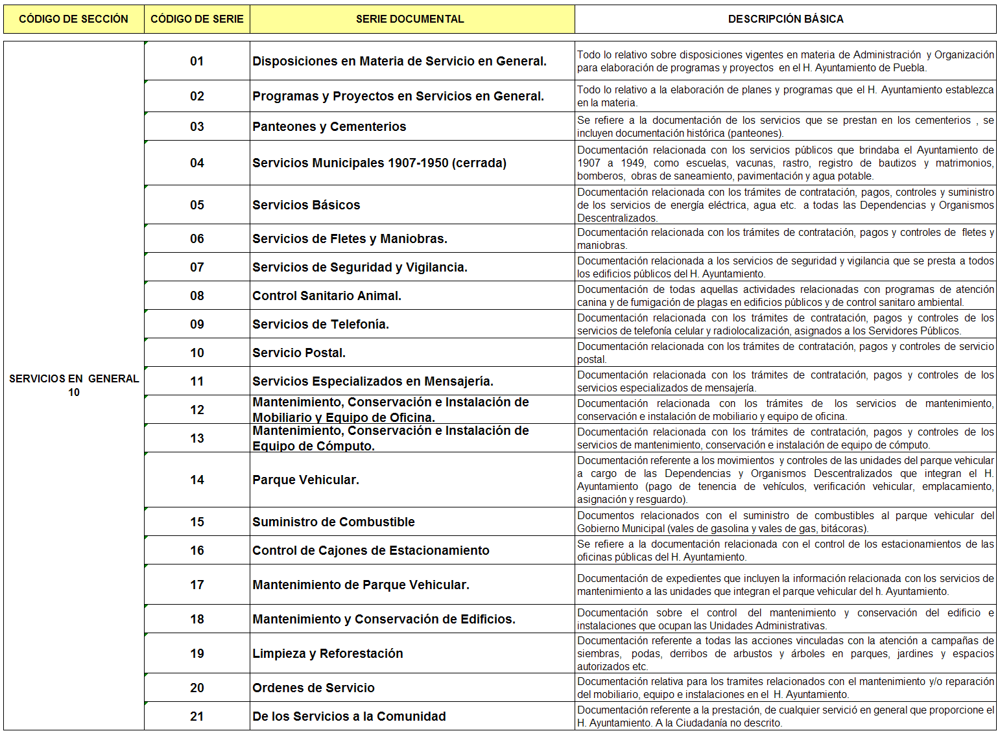 CÓDIGO DE SECCIÓN
CÓDIGO DE SERIE
SERIE DOCUMENTAL
DESCRIPCIÓN BÁSICA
SERVICIOS EN GENERAL
10
01
Disposiciones en Materia de Servicio en General.
Todo lo relativo sobre disposiciones vigentes en materia de Administración y Organización
para elaboración de programas y proyectos en el H. Ayuntamiento de Puebla.
02
Programas y Proyectos en Servicios en General.
Todo lo relativo a la elaboración de planes y programas que el H. Ayuntamiento establezca
en la materia.
03
Panteones y Cementerios
Se refiere a la documentación de los servicios que se prestan en los cementerios , se
incluyen documentación histórica (panteones).
04
Servicios Municipales 1907-1950 (cerrada)
Documentación relacionada con los servicios públicos que brindaba el Ayuntamiento de
1907 a 1949, como escuelas, vacunas, rastro, registro de bautizos y matrimonios,
bomberos, obras de saneamiento, pavimentación y agua potable.
05
Servicios Básicos
Documentación relacionada con los trámites de contratación, pagos, controles y suministro
de los servicios de energía eléctrica, agua etc. a todas las Dependencias y Organismos
Descentralizados.
06
Servicios de Fletes y Maniobras.
Documentación relacionada con los trámites de contratación, pagos y controles de fletes y
maniobras.
07
Servicios de Seguridad y Vigilancia.
Documentación relacionada a los servicios de seguridad y vigilancia que se presta a todos
los edificios públicos del H. Ayuntamiento.
08
Control Sanitario Animal.
Documentación de todas aquellas actividades relacionadas con programas de atención
canina y de fumigación de plagas en edificios públicos y de control sanitaro ambiental.
09
Servicios de Telefonía.
Documentación relacionada con los trámites de contratación, pagos y controles de los
servicios de telefonía celular y radiolocalización, asignados a los Servidores Públicos.
10
Servicio Postal.
Documentación relacionada con los trámites de contratación, pagos y controles de servicio
postal.
11
Servicios Especializados en Mensajería.
Documentación relacionada con los trámites de contratación, pagos y controles de los
servicios especializados de mensajería.
12
Mantenimiento, Conservación e Instalación de
Mobiliario y Equipo de Oficina.
Documentación relacionada con los trámites de los servicios de mantenimiento,
conservación e instalación de mobiliario y equipo de oficina.
13
Mantenimiento, Conservación e Instalación de
Equipo de Cómputo.
Documentación relacionada con los trámites de contratación, pagos y controles de los
servicios de mantenimiento, conservación e instalación de equipo de cómputo.
14
Parque Vehicular.
Documentación referente a los movimientos y controles de las unidades del parque vehicular
a cargo de las Dependencias y Organismos Descentralizados que integran el H.
Ayuntamiento (pago de tenencia de vehículos, verificación vehicular, emplacamiento,
asignación y resguardo).
15
Suministro de Combustible
Documentos relacionados con el suministro de combustibles al parque vehicular del
Gobierno Municipal (vales de gasolina y vales de gas, bitácoras).
16
Control de Cajones de Estacionamiento
Se refiere a la documentación relacionada con el control de los estacionamientos de las
oficinas públicas del H. Ayuntamiento.
17
Mantenimiento de Parque Vehicular.
Documentación de expedientes que incluyen la información relacionada con los servicios de
mantenimiento a las unidades que integran el parque vehicular del h. Ayuntamiento.
18
Mantenimiento y Conservación de Edificios.
Documentación sobre el control del mantenimiento y conservación del edificio e
instalaciones que ocupan las Unidades Administrativas.
19
Limpieza y Reforestación
Documentación referente a todas las acciones vinculadas con la atención a campañas de
siembras, podas, derribos de arbustos y árboles en parques, jardines y espacios
autorizados etc.
20
Ordenes de Servicio
Documentación relativa para los tramites relacionados con el mantenimiento y/o reparación
del mobiliario, equipo e instalaciones en el H. Ayuntamiento.
21
De los Servicios a la Comunidad
Documentación referente a la prestación, de cualquier servició en general que proporcione el
H. Ayuntamiento. A la Ciudadanía no descrito.